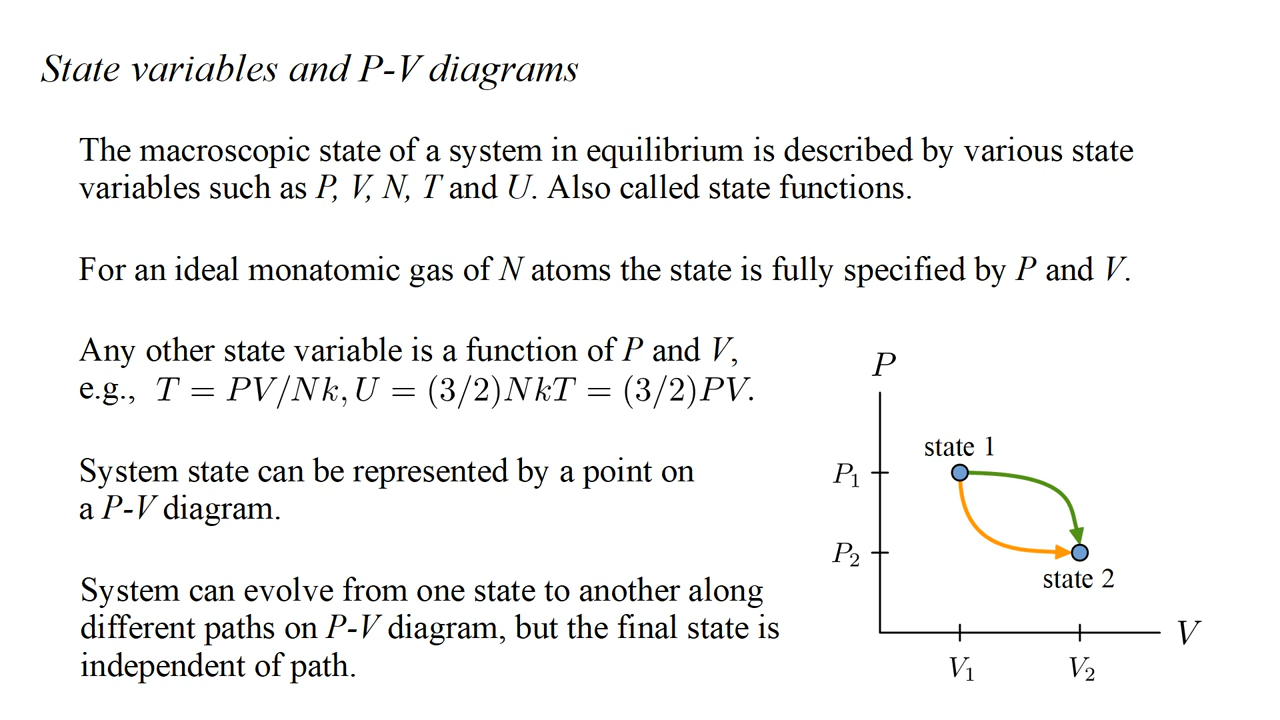 State variables and P-V diagrams
The macroscopic state of a system in equilibrium is described by various state
variables such as P, V, N, T and U. Also called state functions.
For an ideal monatomic gas of N atoms the state is fully specified by P and V.
Any other state variable is a function of P and V,
e.g., T = PV/Nk, U = (3/2)NkT = (3/2)PV.
System state can be represented by a point on
a P-V diagram.
System can evolve from one state to another along
different paths on P-V diagram, but the final state is
independent of path.
P
state 1
P₁
P₂
state 2
V
V₁
V₂